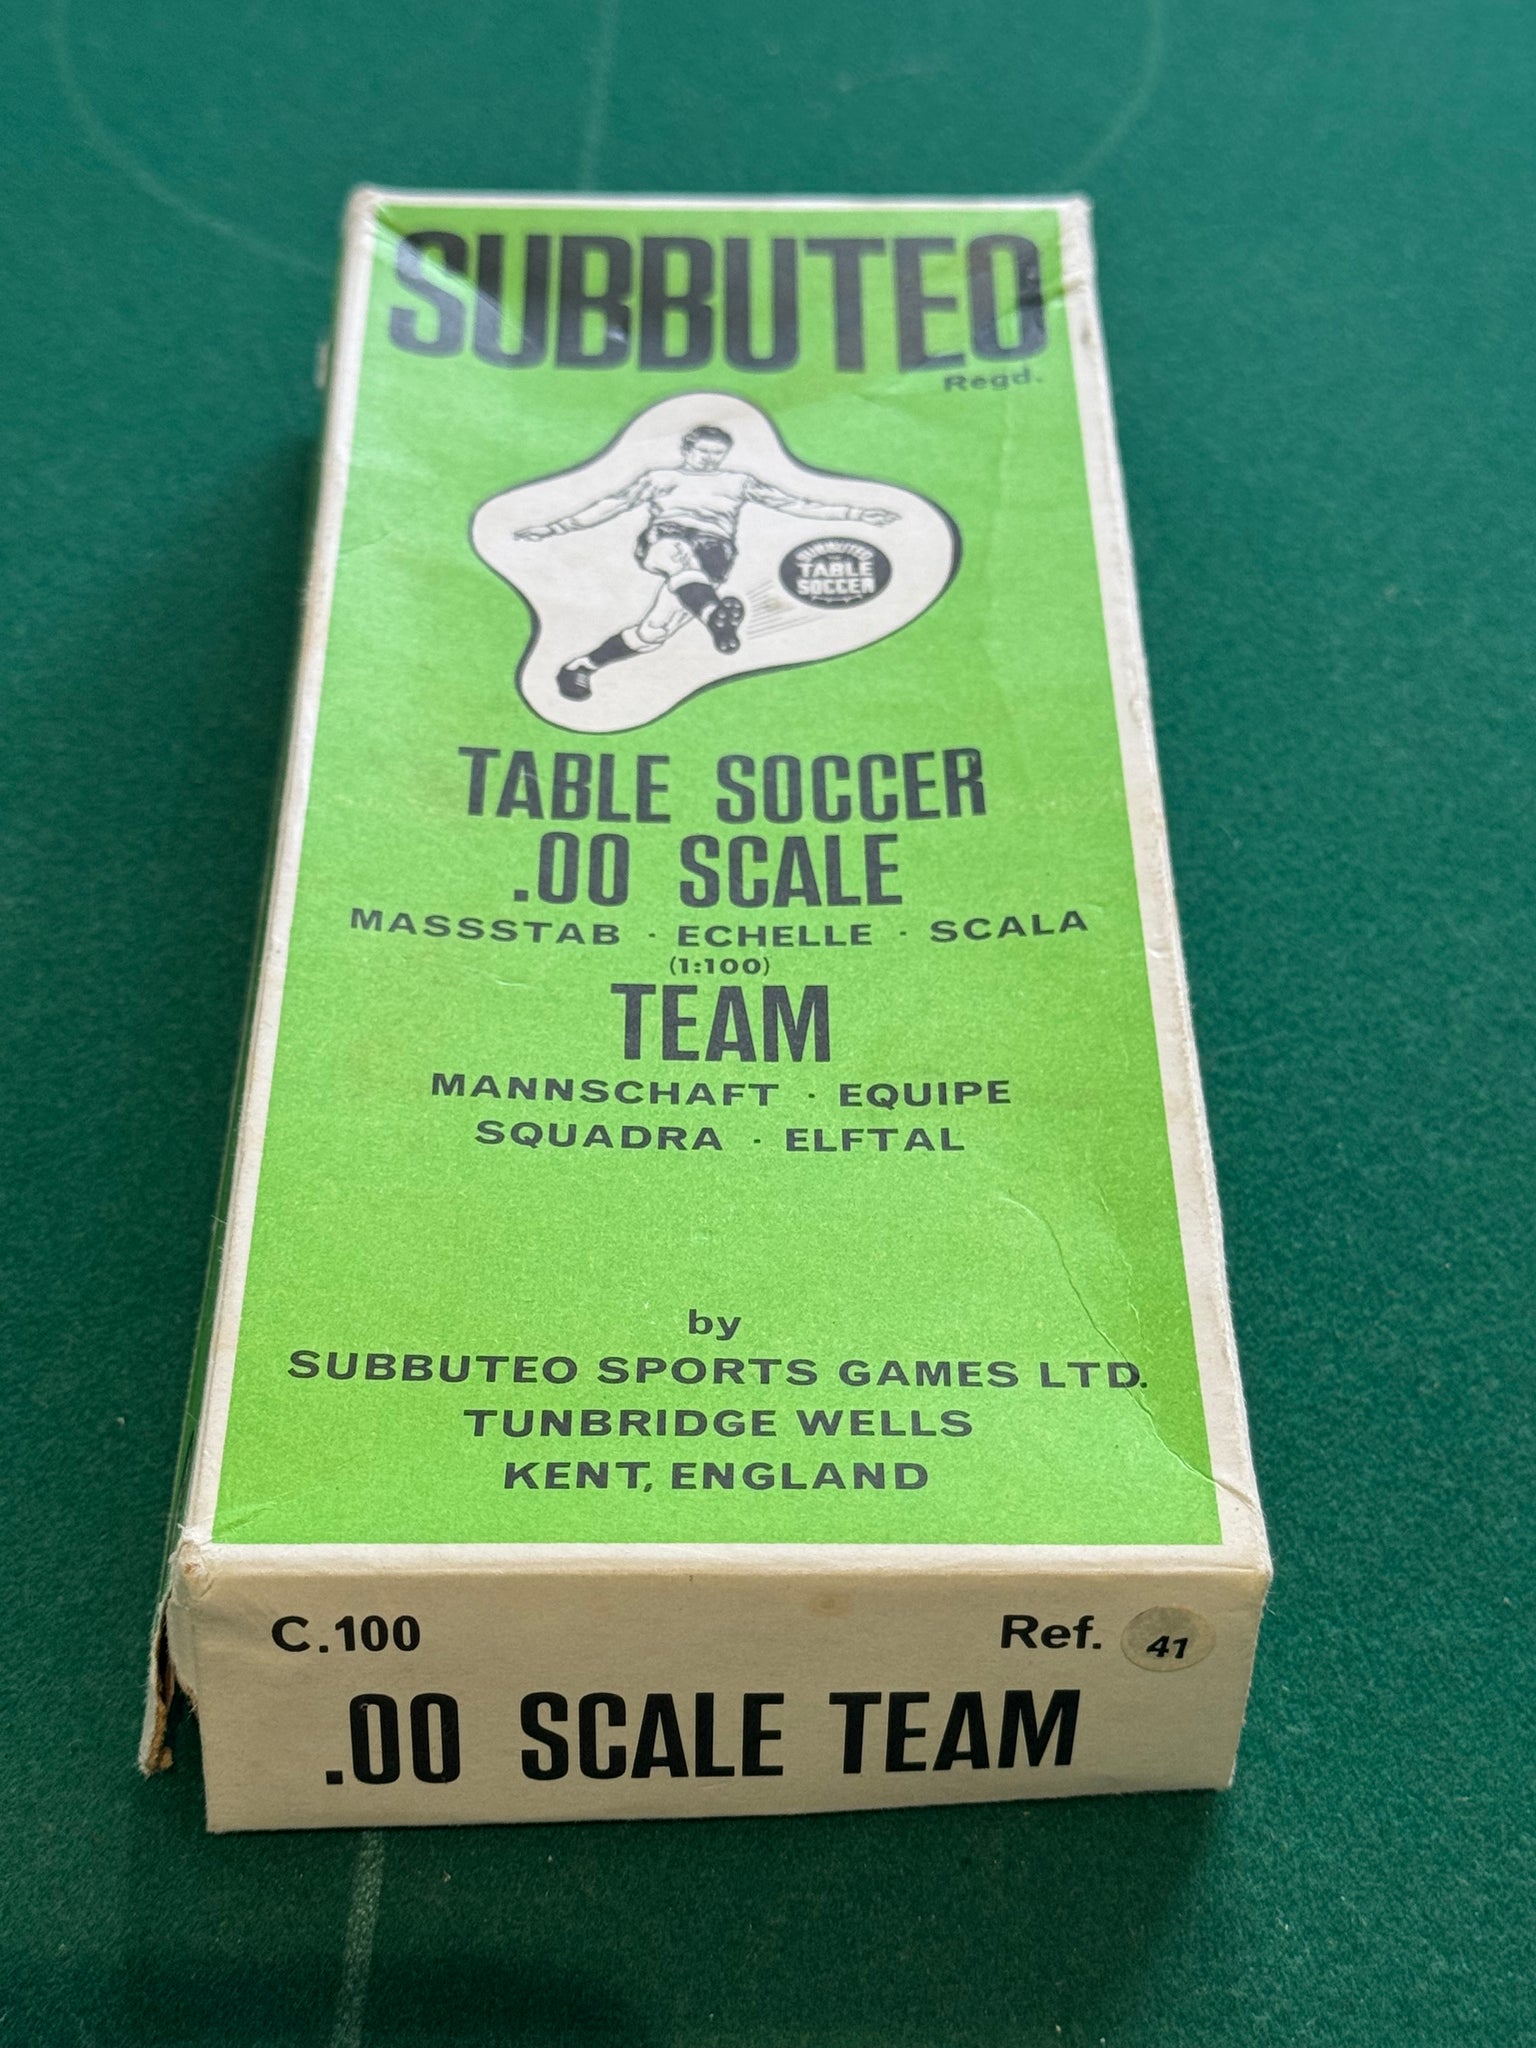 SUBBUTEO
Regd.
SUBBUTEO
TABLE
SOCCER
TABLE SOCCER
.00 SCALE
MASSSTAB · ECHELLE · SCALA
(1:100)
TEAM
MANNSCHAFT · EQUIPE
SQUADRA · ELFTAL
by
SUBBUTEO SPORTS GAMES LTD.
TUNBRIDGE WELLS
KENT, ENGLAND
C.100 Ref. 41
.00 SCALE TEAM